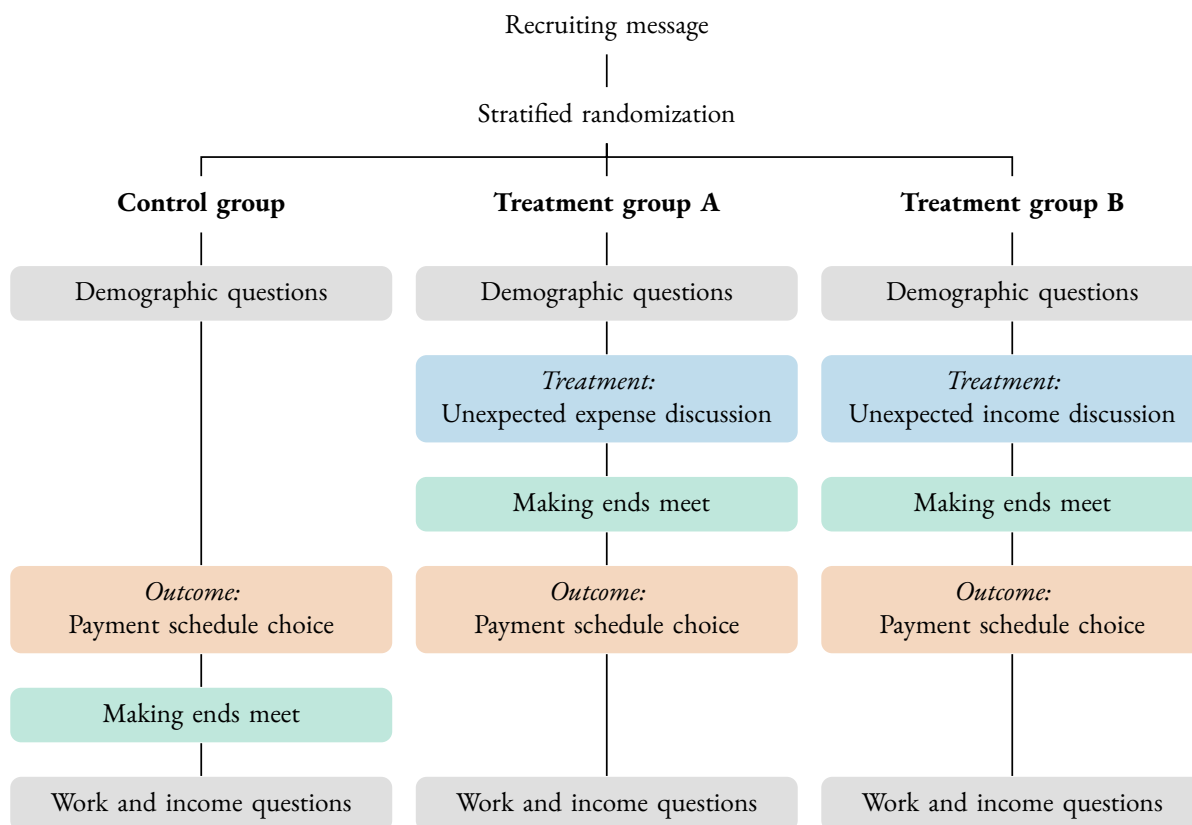 Recruiting message
Stratified randomization
Control group
Treatment group A
Treatment group B
Demographic questions
Demographic questions
Demographic questions
Treatment:
Unexpected expense discussion
Treatment:
Unexpected income discussion
Making ends meet
Making ends meet
Outcome:
Payment schedule choice
Outcome:
Payment schedule choice
Outcome:
Payment schedule choice
Making ends meet
Work and income questions
Work and income questions
Work and income questions